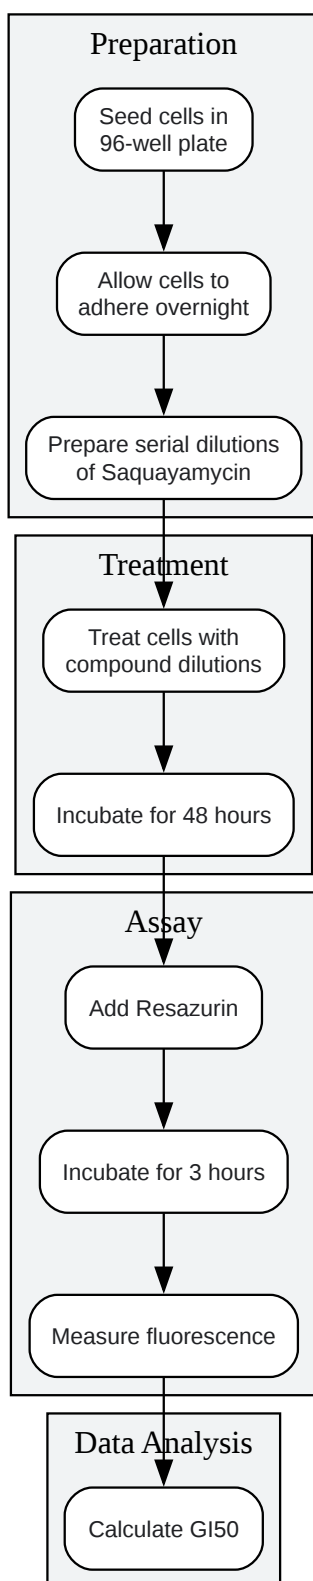 Preparation
Seed cells in
96-well plate
Allow cells to
adhere overnight
Prepare serial dilutions
of Saquayamycin
Treatment
Treat cells with
compound dilutions
Incubate for 48 hours
Assay
Add Resazurin
Incubate for 3 hours
Measure fluorescence
Data Analysis
Calculate GI50